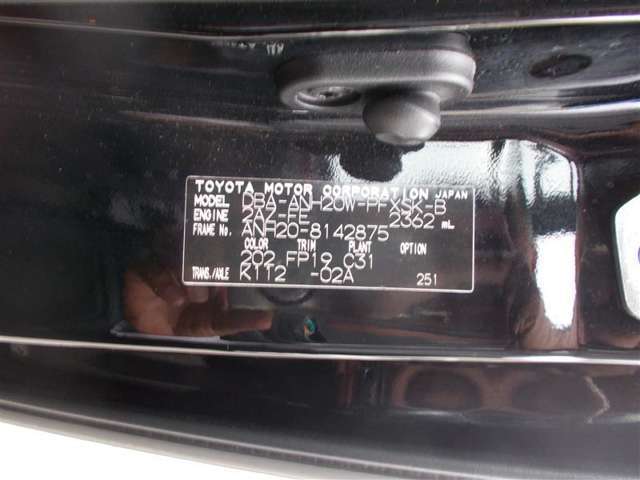 TOYOTA MOTOR CORPORATION JAPAN
MODEL DBA-ANH20W-PFXSK-B
ENGINE 2AZ-FE 2362 mL
FRAME No. ANH20-8142875
COLOR TRIM PLANT OPTION
202 FP19 C31
TRANS./AXLE K112 -02A 251